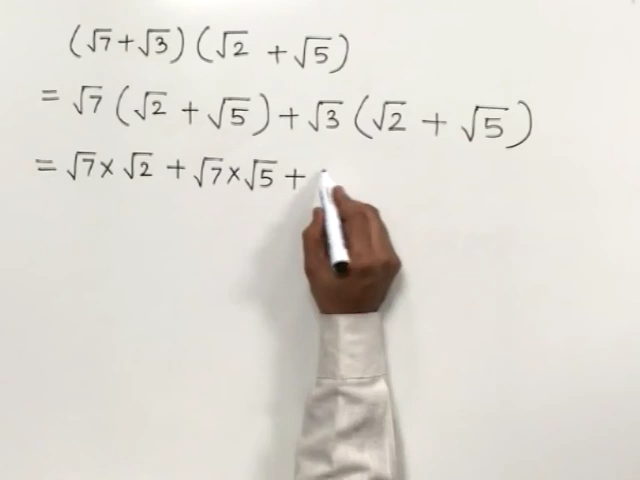 (√7 + √3) (√2 + √5)
= √7 (√2 + √5) + √3 (√2 + √5)
= √7 × √2 + √7 × √5 +